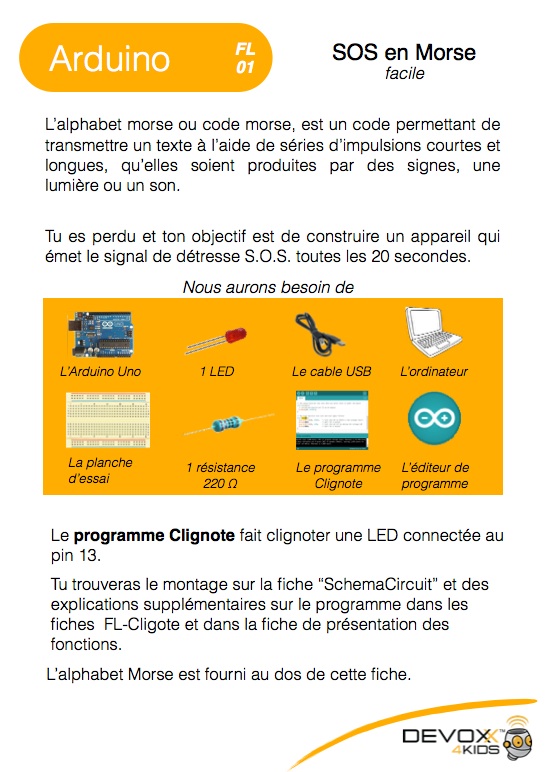 Arduino
FL
01
SOS en Morse
facile
L'alphabet morse ou code morse, est un code permettant de
transmettre un texte à l'aide de séries d'impulsions courtes et
longues, qu'elles soient produites par des signes, une
lumière ou un son.
Tu es perdu et ton objectif est de construire un appareil qui
émet le signal de détresse S.O.S. toutes les 20 secondes.
Nous aurons besoin de
L'Arduino Uno
1 LED
Le cable USB
L'ordinateur
La planche
d'essai
1 résistance
220 Ω
Le programme
Clignote
L'éditeur de
programme
Le programme Clignote fait clignoter une LED connectée au
pin 13.
Tu trouveras le montage sur la fiche "SchemaCircuit" et des
explications supplémentaires sur le programme dans les
fiches FL-Cligote et dans la fiche de présentation des
fonctions.
L'alphabet Morse est fourni au dos de cette fiche.
DEVOXX™
4KIDS